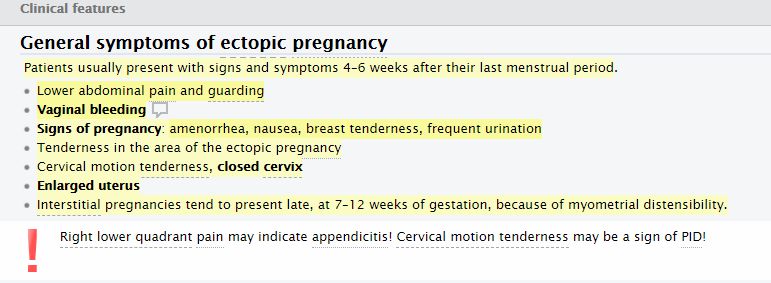 Clinical features
General symptoms of ectopic pregnancy
Patients usually present with signs and symptoms 4–6 weeks after their last menstrual period.
Lower abdominal pain and guarding
Vaginal bleeding
Signs of pregnancy: amenorrhea, nausea, breast tenderness, frequent urination
Tenderness in the area of the ectopic pregnancy
Cervical motion tenderness, closed cervix
Enlarged uterus
Interstitial pregnancies tend to present late, at 7–12 weeks of gestation, because of myometrial distensibility.
Right lower quadrant pain may indicate appendicitis! Cervical motion tenderness may be a sign of PID!